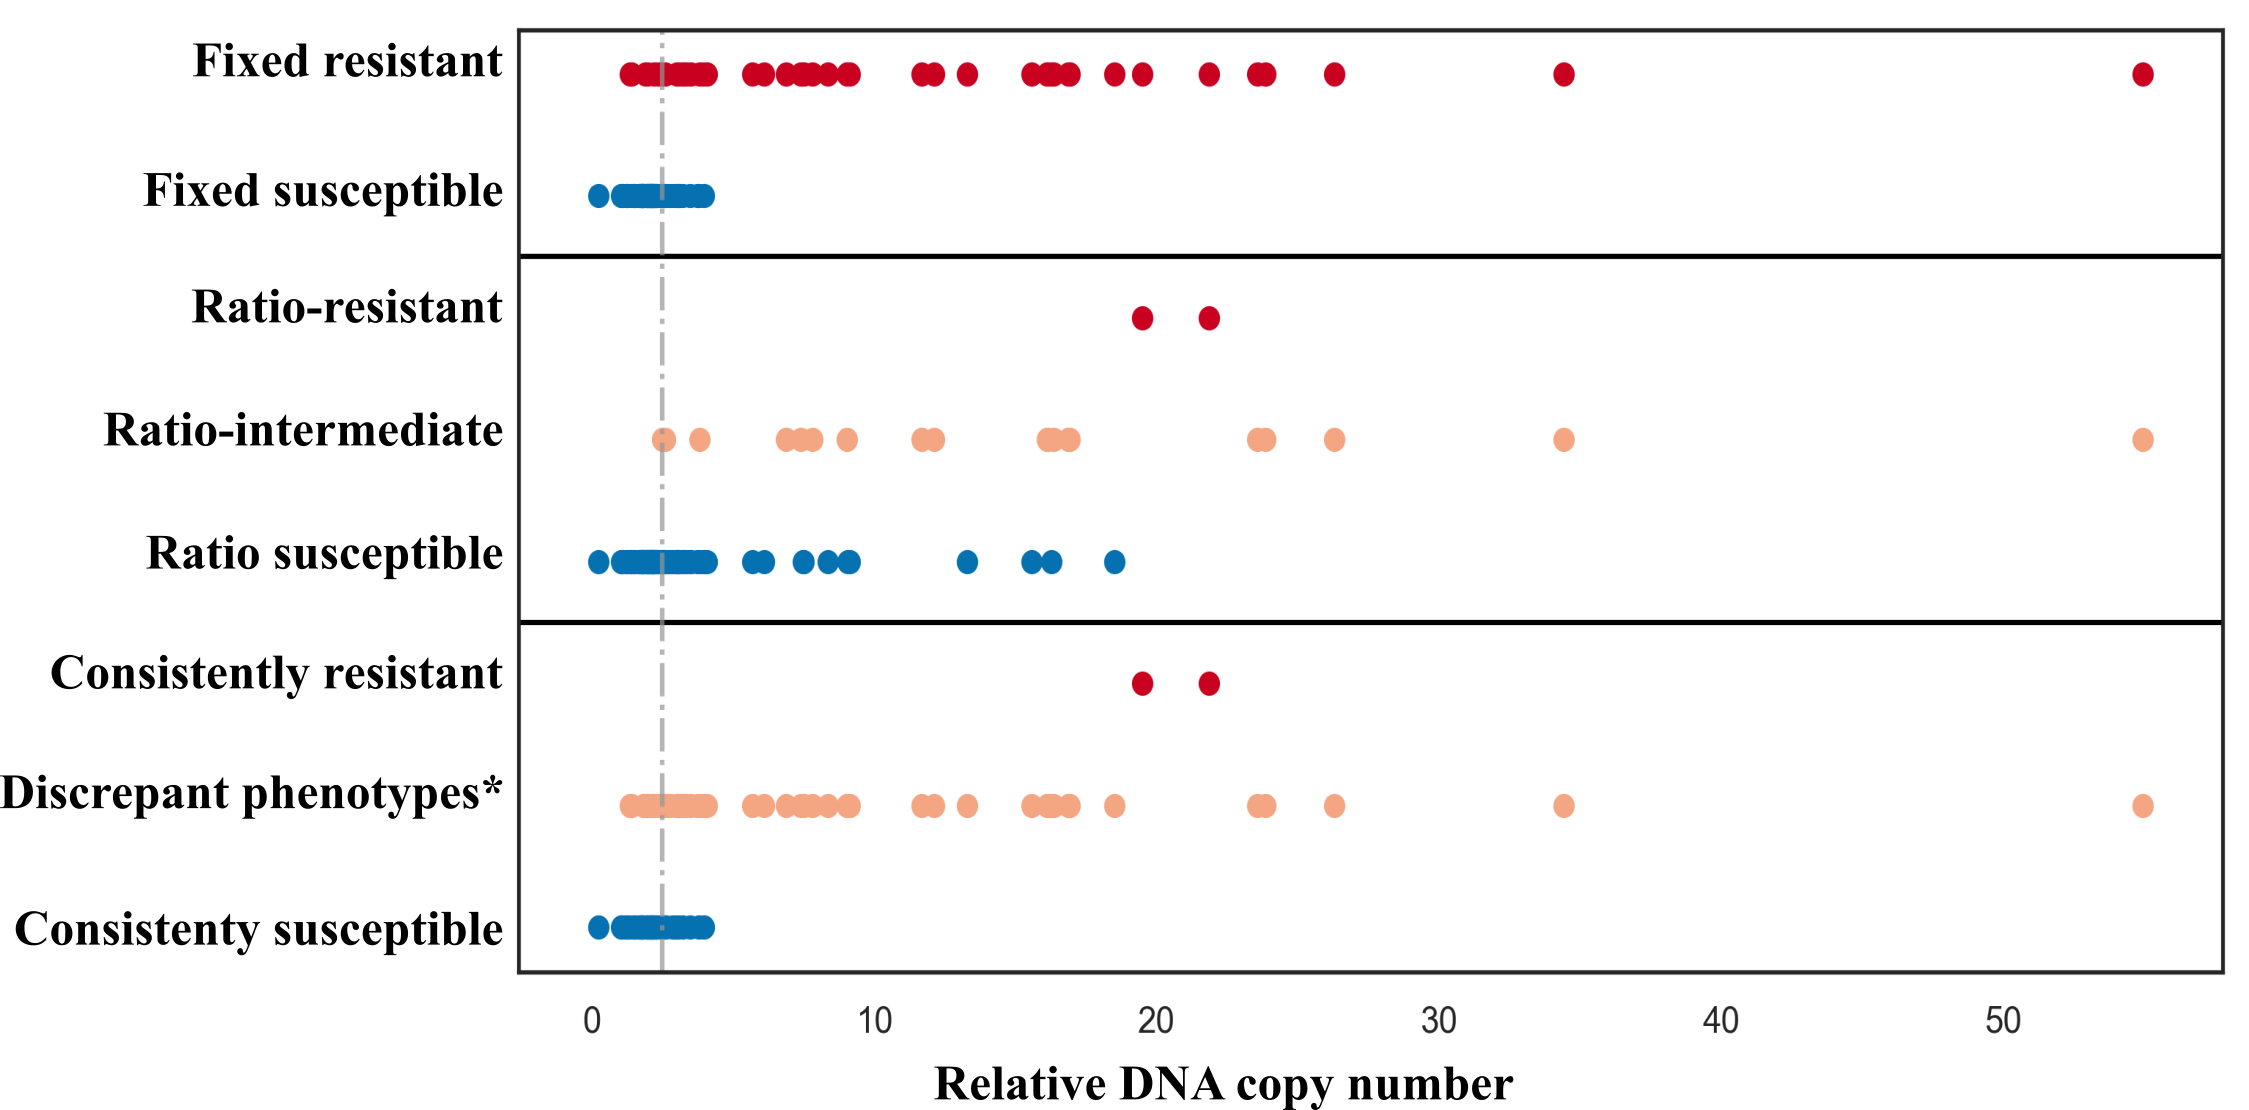 Fixed resistant
Fixed susceptible
Ratio-resistant
Ratio-intermediate
Ratio susceptible
Consistently resistant
Discrepant phenotypes*
Consistenty susceptible
0 10 20 30 40 50
Relative DNA copy number